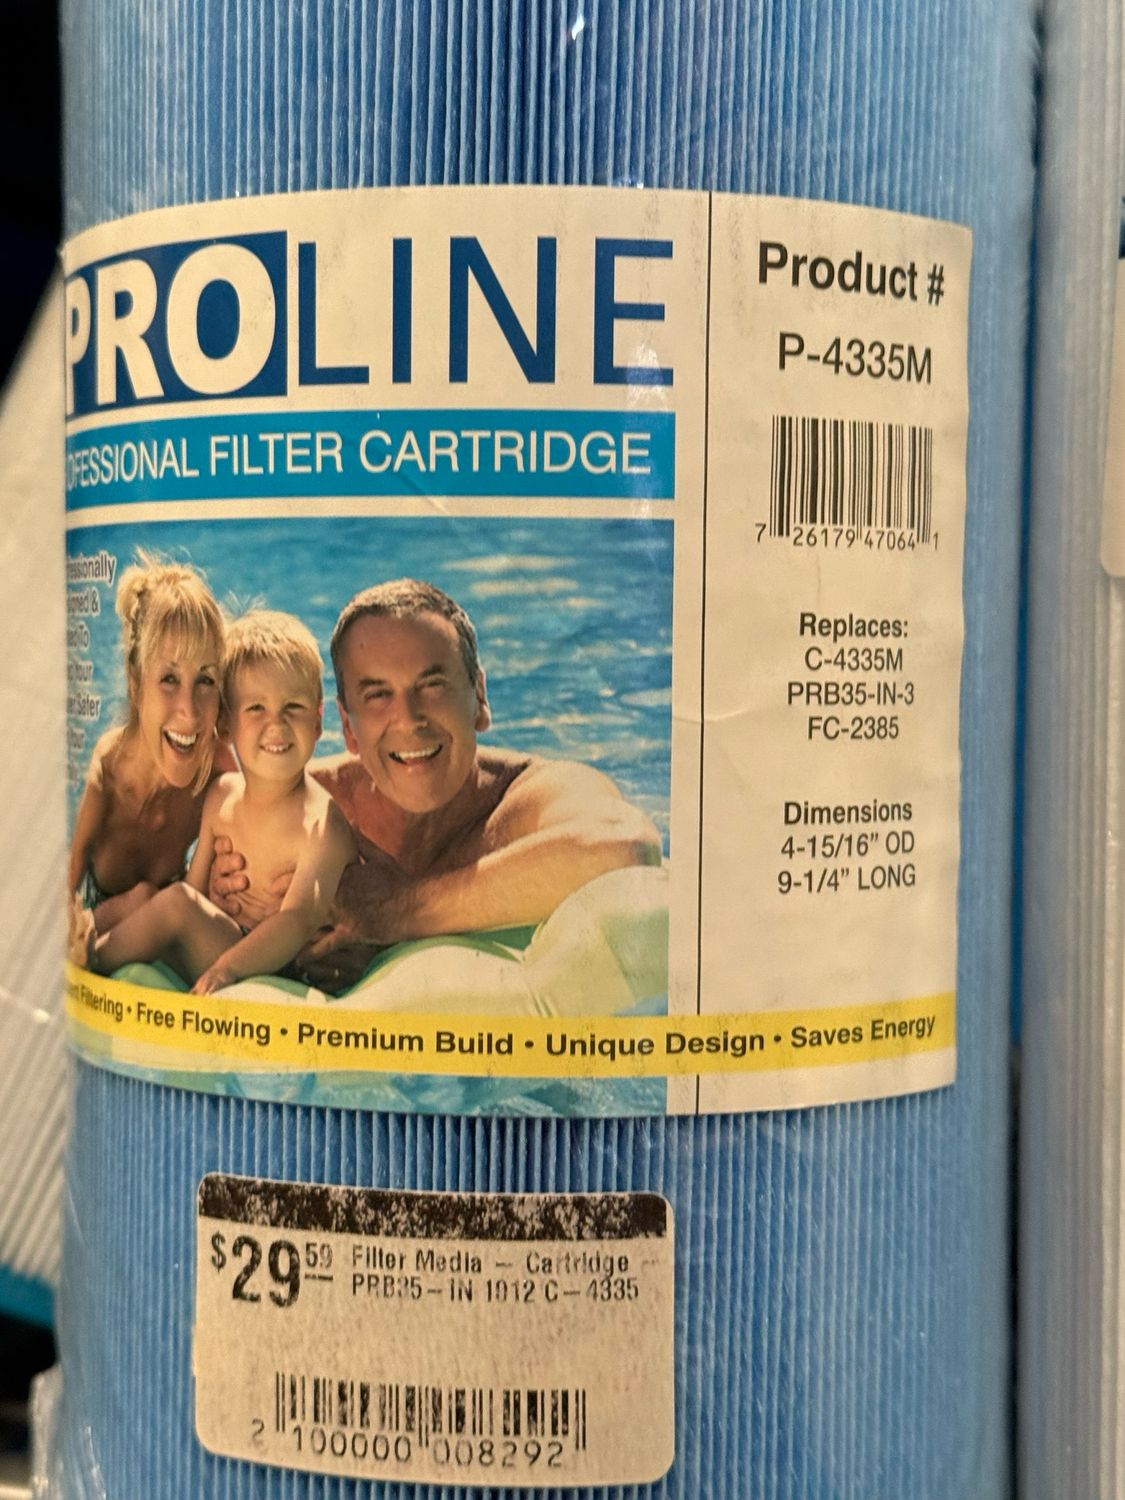 PROLINE
OFESSIONAL FILTER CARTRIDGE
Product #
P-4335M
7 26179 47064 1
Replaces:
C-4335M
PRB35-IN-3
FC-2385
Dimensions
4-15/16” OD
9-1/4” LONG
Filtering • Free Flowing • Premium Build • Unique Design • Saves Energy
$29.59 Filter Media - Cartridge -
PRB35-IN 1012 C-4335
2 100000 008292